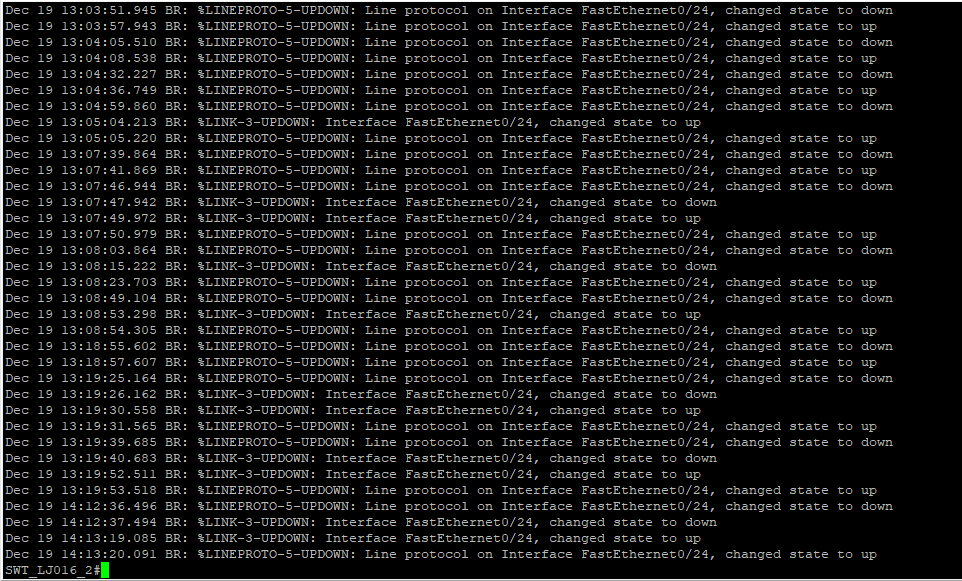 Dec 19 13:03:51.945 BR: %LINEPROTO-5-UPDOWN: Line protocol on Interface FastEthernet0/24, changed state to down
Dec 19 13:03:57.943 BR: %LINEPROTO-5-UPDOWN: Line protocol on Interface FastEthernet0/24, changed state to up
Dec 19 13:04:05.510 BR: %LINEPROTO-5-UPDOWN: Line protocol on Interface FastEthernet0/24, changed state to down
Dec 19 13:04:08.538 BR: %LINEPROTO-5-UPDOWN: Line protocol on Interface FastEthernet0/24, changed state to up
Dec 19 13:04:32.227 BR: %LINEPROTO-5-UPDOWN: Line protocol on Interface FastEthernet0/24, changed state to down
Dec 19 13:04:36.749 BR: %LINEPROTO-5-UPDOWN: Line protocol on Interface FastEthernet0/24, changed state to up
Dec 19 13:04:59.860 BR: %LINEPROTO-5-UPDOWN: Line protocol on Interface FastEthernet0/24, changed state to down
Dec 19 13:05:04.213 BR: %LINK-3-UPDOWN: Interface FastEthernet0/24, changed state to up
Dec 19 13:05:05.220 BR: %LINEPROTO-5-UPDOWN: Line protocol on Interface FastEthernet0/24, changed state to up
Dec 19 13:07:39.864 BR: %LINEPROTO-5-UPDOWN: Line protocol on Interface FastEthernet0/24, changed state to down
Dec 19 13:07:41.869 BR: %LINEPROTO-5-UPDOWN: Line protocol on Interface FastEthernet0/24, changed state to up
Dec 19 13:07:46.944 BR: %LINEPROTO-5-UPDOWN: Line protocol on Interface FastEthernet0/24, changed state to down
Dec 19 13:07:47.942 BR: %LINK-3-UPDOWN: Interface FastEthernet0/24, changed state to down
Dec 19 13:07:49.972 BR: %LINK-3-UPDOWN: Interface FastEthernet0/24, changed state to up
Dec 19 13:07:50.979 BR: %LINEPROTO-5-UPDOWN: Line protocol on Interface FastEthernet0/24, changed state to up
Dec 19 13:08:03.864 BR: %LINEPROTO-5-UPDOWN: Line protocol on Interface FastEthernet0/24, changed state to down
Dec 19 13:08:15.222 BR: %LINK-3-UPDOWN: Interface FastEthernet0/24, changed state to down
Dec 19 13:08:23.703 BR: %LINEPROTO-5-UPDOWN: Line protocol on Interface FastEthernet0/24, changed state to up
Dec 19 13:08:49.104 BR: %LINEPROTO-5-UPDOWN: Line protocol on Interface FastEthernet0/24, changed state to down
Dec 19 13:08:53.298 BR: %LINK-3-UPDOWN: Interface FastEthernet0/24, changed state to up
Dec 19 13:08:54.305 BR: %LINEPROTO-5-UPDOWN: Line protocol on Interface FastEthernet0/24, changed state to up
Dec 19 13:18:55.602 BR: %LINEPROTO-5-UPDOWN: Line protocol on Interface FastEthernet0/24, changed state to down
Dec 19 13:18:57.607 BR: %LINEPROTO-5-UPDOWN: Line protocol on Interface FastEthernet0/24, changed state to up
Dec 19 13:19:25.164 BR: %LINEPROTO-5-UPDOWN: Line protocol on Interface FastEthernet0/24, changed state to down
Dec 19 13:19:26.162 BR: %LINK-3-UPDOWN: Interface FastEthernet0/24, changed state to down
Dec 19 13:19:30.558 BR: %LINK-3-UPDOWN: Interface FastEthernet0/24, changed state to up
Dec 19 13:19:31.565 BR: %LINEPROTO-5-UPDOWN: Line protocol on Interface FastEthernet0/24, changed state to up
Dec 19 13:19:39.685 BR: %LINEPROTO-5-UPDOWN: Line protocol on Interface FastEthernet0/24, changed state to down
Dec 19 13:19:40.683 BR: %LINK-3-UPDOWN: Interface FastEthernet0/24, changed state to down
Dec 19 13:19:52.511 BR: %LINK-3-UPDOWN: Interface FastEthernet0/24, changed state to up
Dec 19 13:19:53.518 BR: %LINEPROTO-5-UPDOWN: Line protocol on Interface FastEthernet0/24, changed state to up
Dec 19 14:12:36.496 BR: %LINEPROTO-5-UPDOWN: Line protocol on Interface FastEthernet0/24, changed state to down
Dec 19 14:12:37.494 BR: %LINK-3-UPDOWN: Interface FastEthernet0/24, changed state to down
Dec 19 14:13:19.085 BR: %LINK-3-UPDOWN: Interface FastEthernet0/24, changed state to up
Dec 19 14:13:20.091 BR: %LINEPROTO-5-UPDOWN: Line protocol on Interface FastEthernet0/24, changed state to up
SWT_LJ016_2#